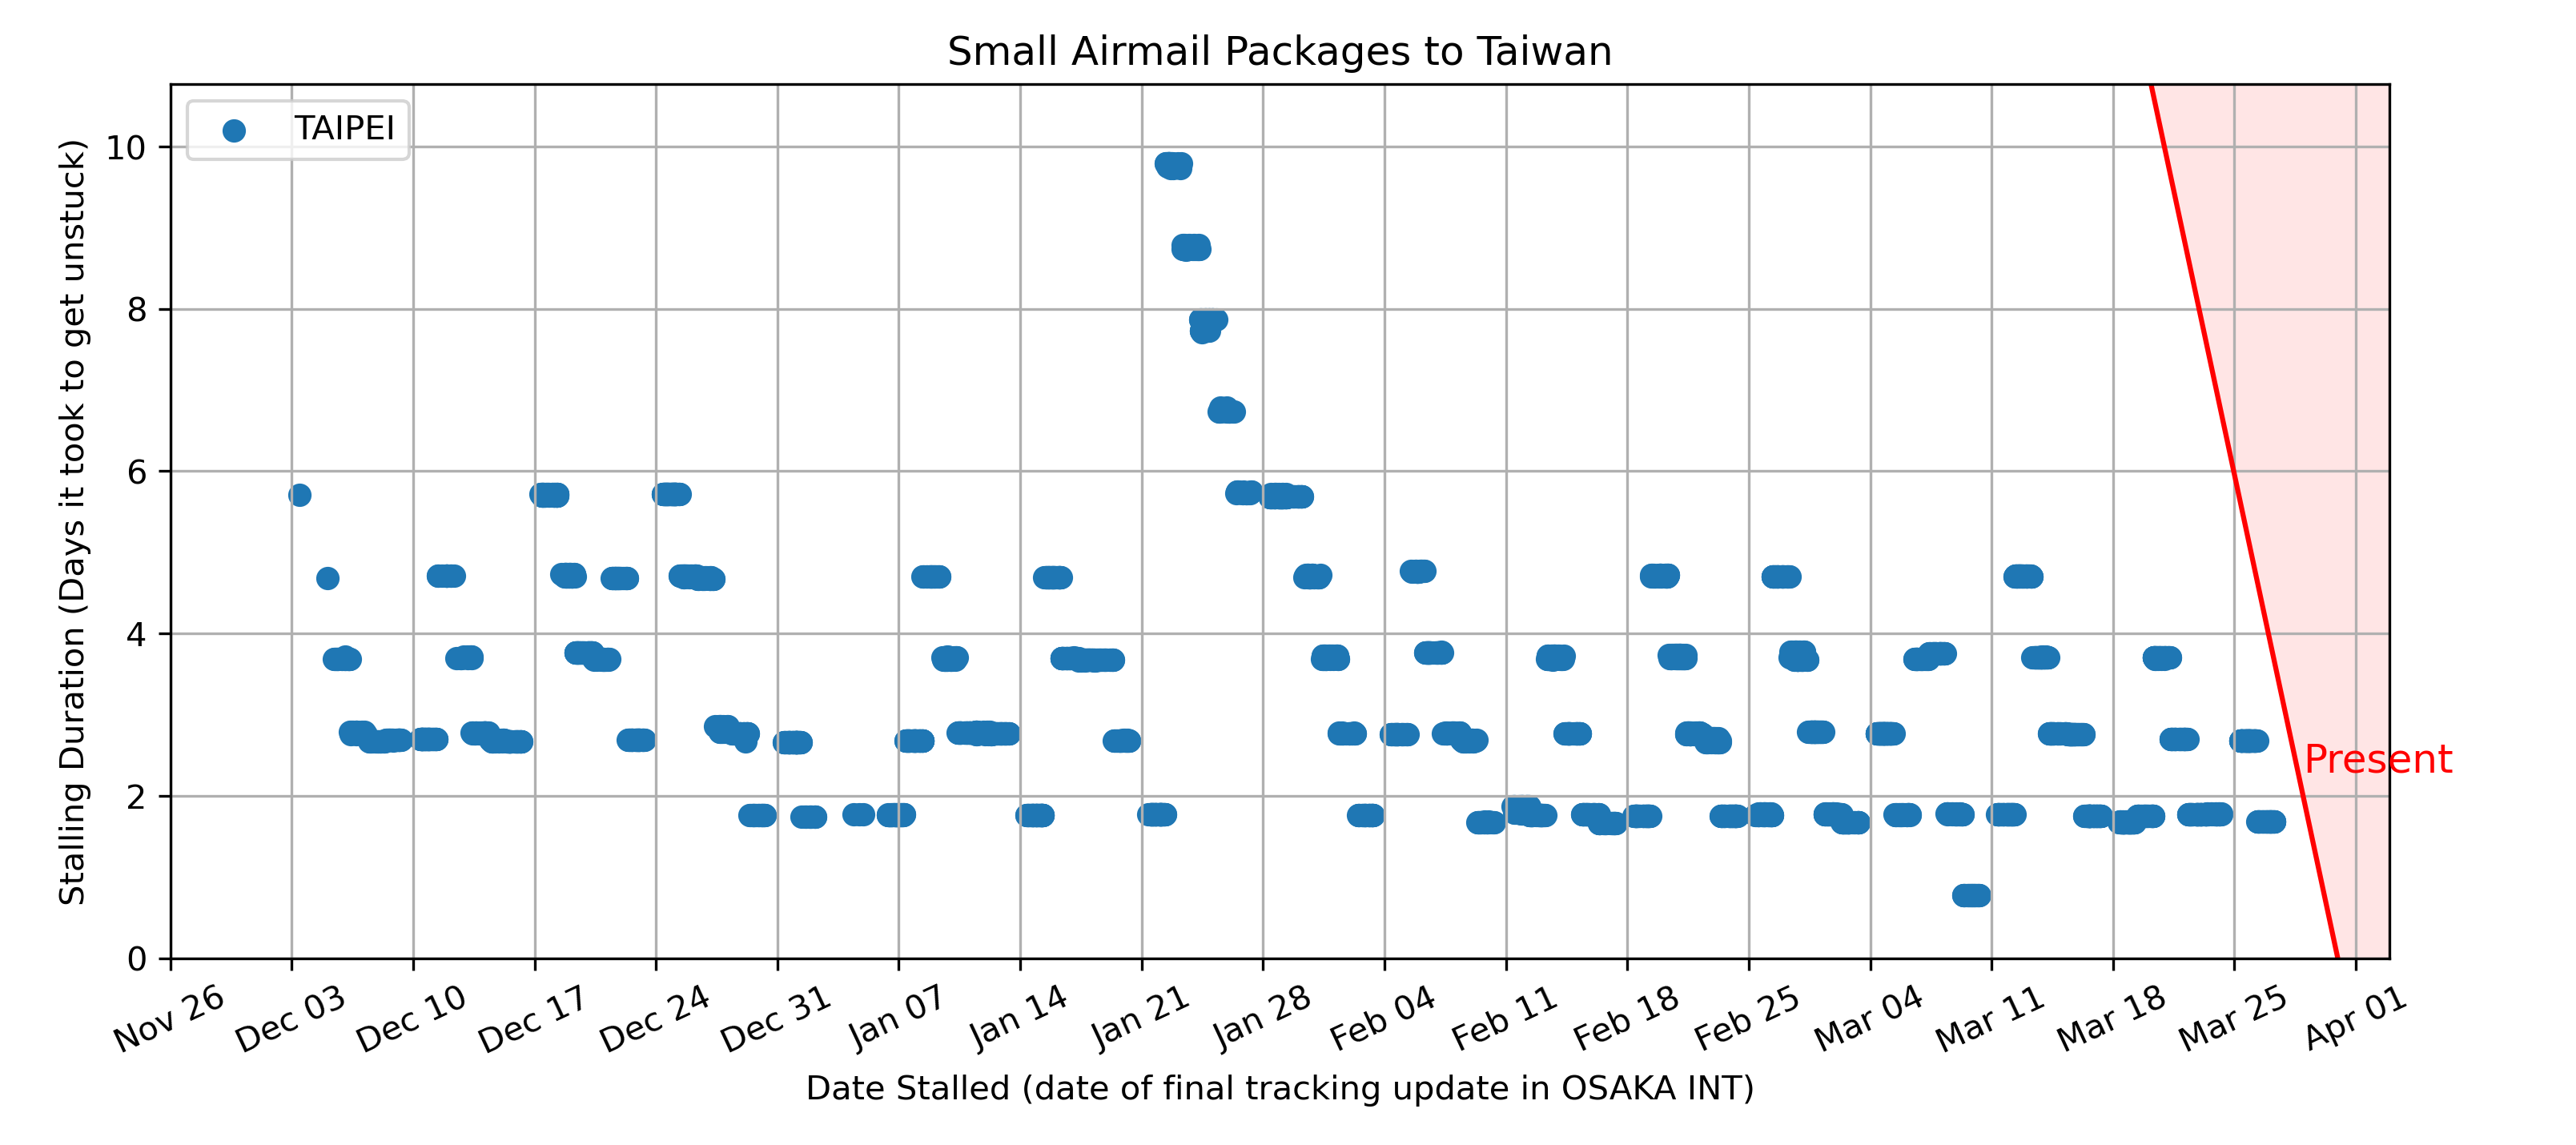 Small Airmail Packages to Taiwan
TAIPEI
Stalling Duration (Days it took to get unstuck)
10
8
6
4
2
0
Present
Nov 26
Dec 03
Dec 10
Dec 17
Dec 24
Dec 31
Jan 07
Jan 14
Jan 21
Jan 28
Feb 04
Feb 11
Feb 18
Feb 25
Mar 04
Mar 11
Mar 18
Mar 25
Apr 01
Date Stalled (date of final tracking update in OSAKA INT)